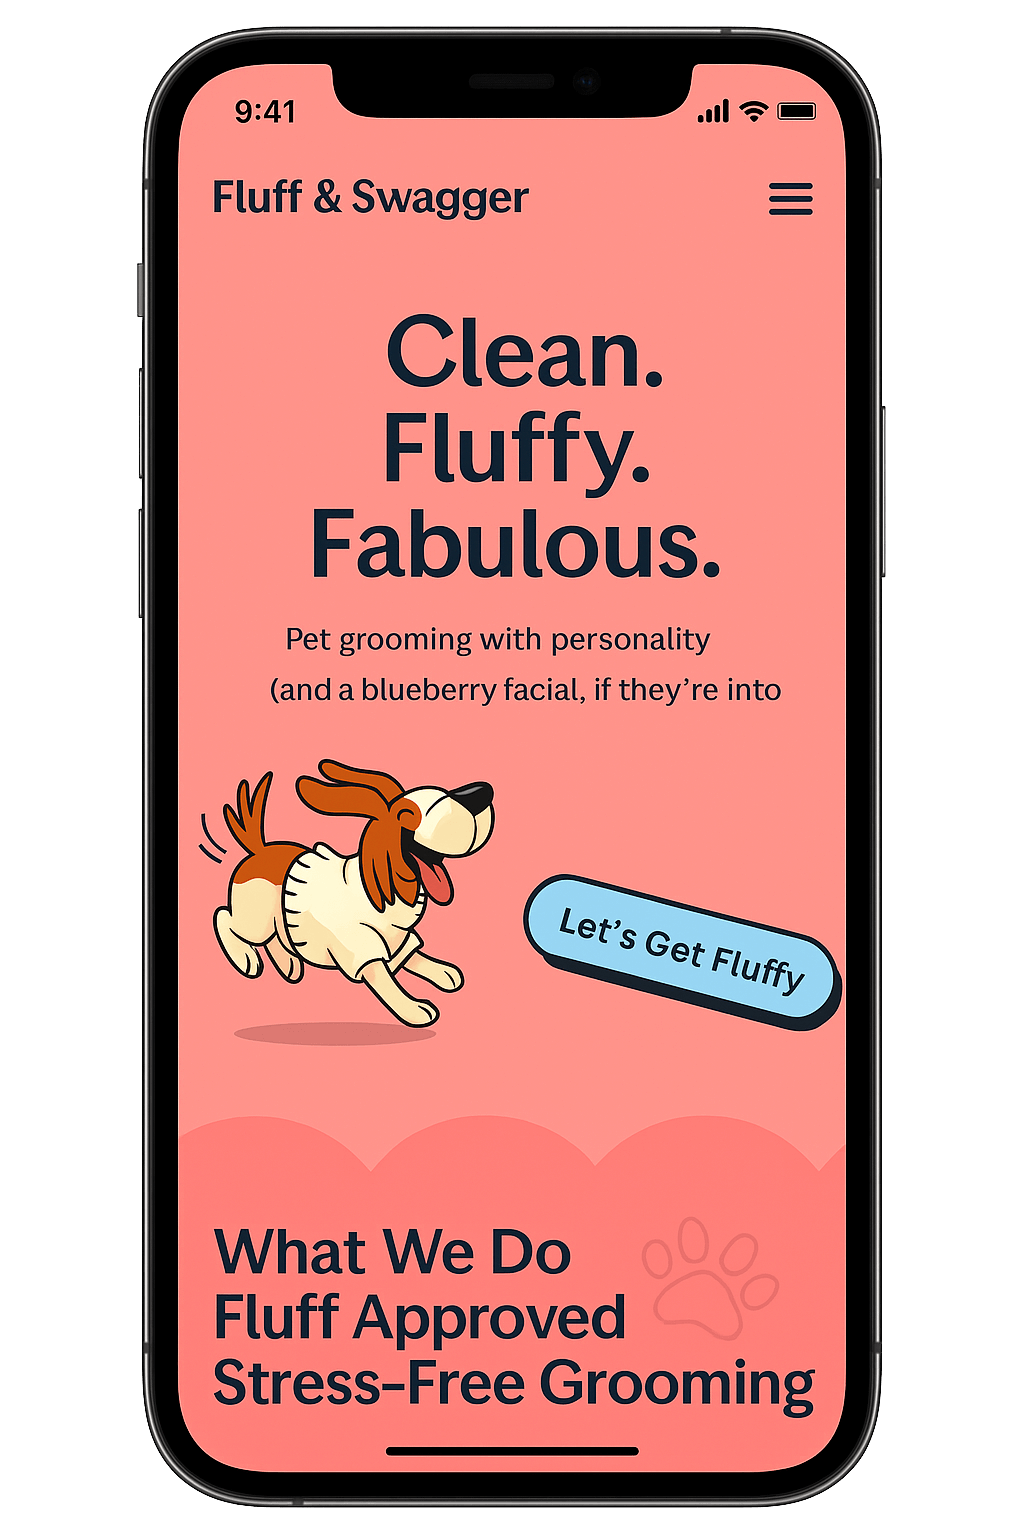 9:41
Fluff & Swagger
Clean.
Fluffy.
Fabulous.
Pet grooming with personality
(and a blueberry facial, if they’re into
Let’s Get Fluffy
What We Do
Fluff Approved
Stress–Free Grooming